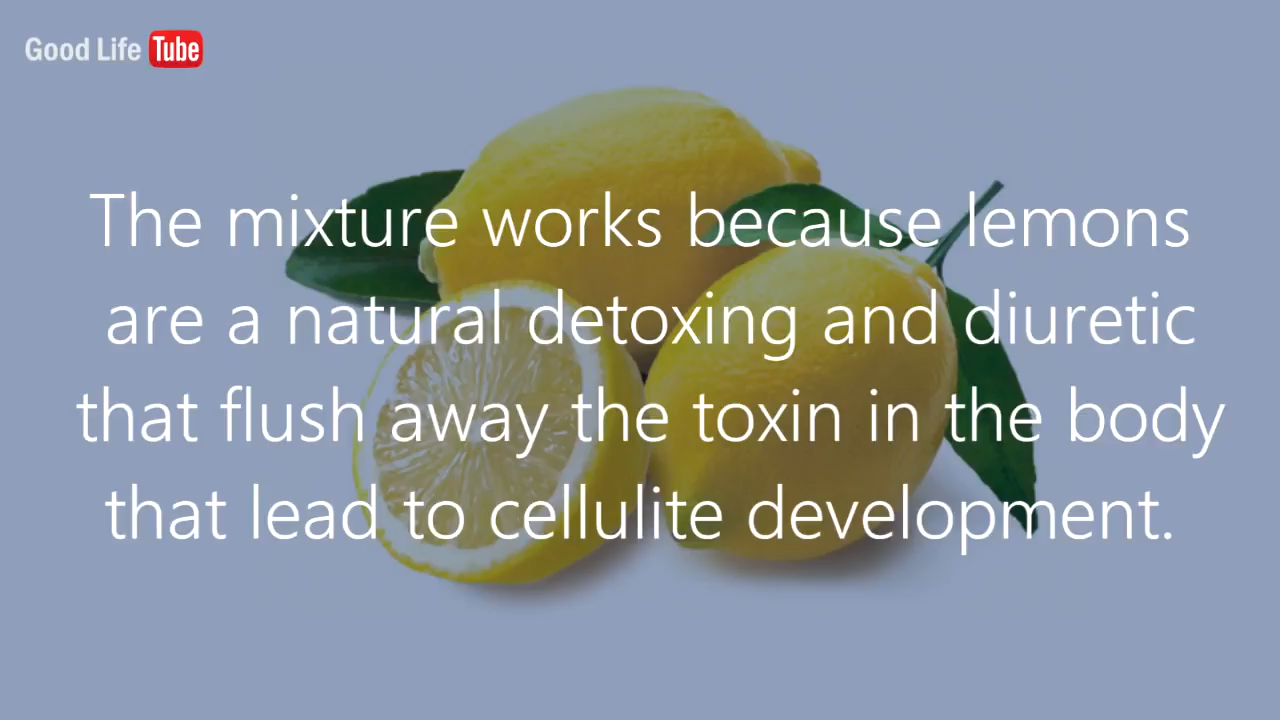 Good Life Tube
The mixture works because lemons
are a natural detoxing and diuretic
that flush away the toxin in the body
that lead to cellulite development.